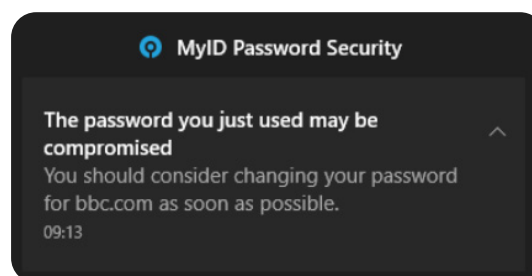 MyID Password Security
The password you just used may be
compromised
You should consider changing your password
for bbc.com as soon as possible.
09:13